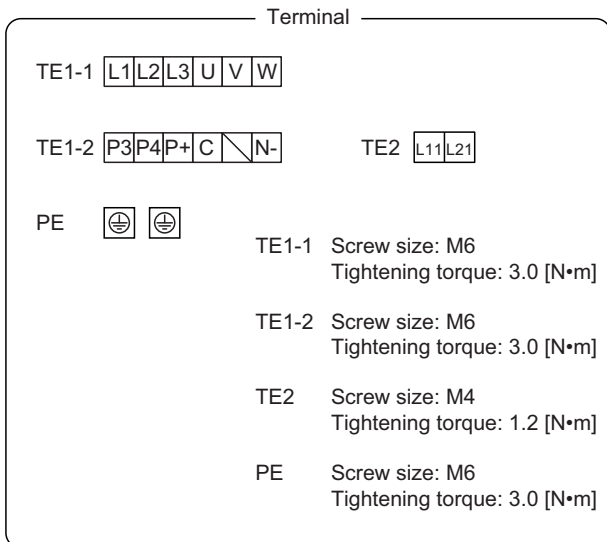 Terminal
TE1-1 L1 L2 L3 U V W
TE1-2 P3 P4 P+ C N- TE2 L11 L21
PE
TE1-1 Screw size: M6
Tightening torque: 3.0 [N•m]
TE1-2 Screw size: M6
Tightening torque: 3.0 [N•m]
TE2 Screw size: M4
Tightening torque: 1.2 [N•m]
PE Screw size: M6
Tightening torque: 3.0 [N•m]